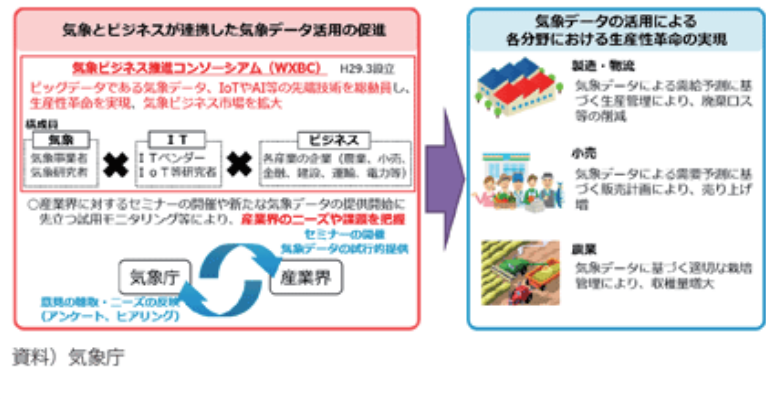 気象とビジネスが連携した気象データ活用の促進
気象ビジネス推進コンソーシアム（WXBC） H29.3設立
ビッグデータである気象データ、IoTやAI等の先端技術を総動員し、
生産性革命を実現、気象ビジネス市場を拡大
構成員
気象
気象事業者
気象研究者
IT
ITベンダー
IoT等研究者
ビジネス
各産業の企業（農業、小売、
金融、建設、運輸、電力等）
○産業界に対するセミナーの開催や新たな気象データの提供開始に
先立つ試用モニタリング等により、産業界のニーズや課題を把握
セミナーの開催
気象データの試行的提供
気象庁
産業界
意見の聴取・ニーズの反映
（アンケート、ヒアリング）
気象データの活用による
各分野における生産性革命の実現
製造・物流
気象データによる需給予測に基
づく生産管理により、廃棄ロス
等の削減
小売
気象データによる需要予測に基
づく販売計画により、売り上げ
増
農業
気象データに基づく適切な栽培
管理により、収穫量増大
資料）気象庁